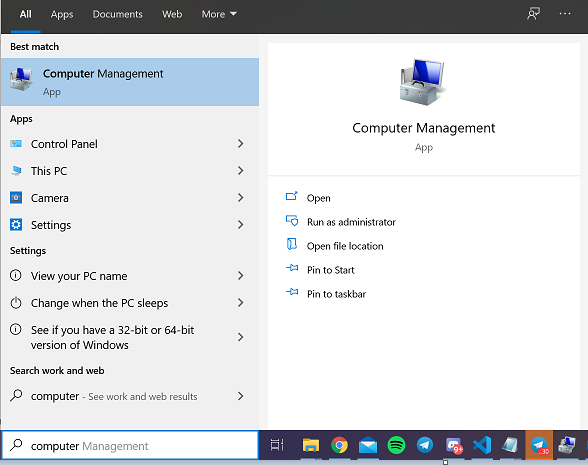 All Apps Documents Web More
Best match
Computer Management
App
Apps
Control Panel
This PC
Camera
Settings
Settings
View your PC name
Change when the PC sleeps
See if you have a 32-bit or 64-bit
version of Windows
Search work and web
computer - See work and web results
Computer Management
App
Open
Run as administrator
Open file location
Pin to Start
Pin to taskbar
computer Management
9+
30